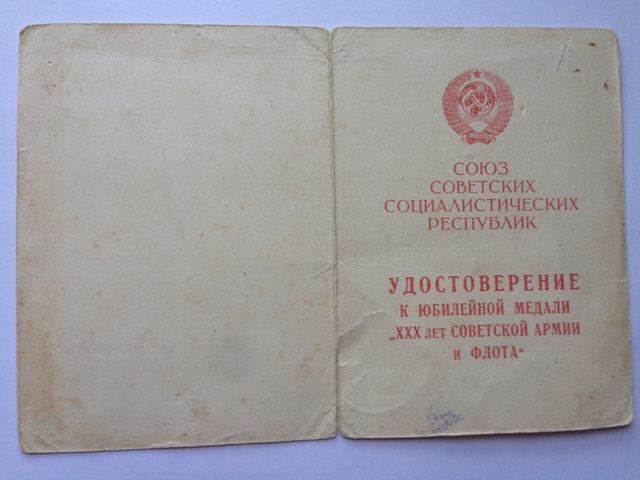 СОЮЗ
СОВЕТСКИХ
СОЦИАЛИСТИЧЕСКИХ
РЕСПУБЛИК
УДОСТОВЕРЕНИЕ
К ЮБИЛЕЙНОЙ МЕДАЛИ
„XXX лет СОВЕТСКОЙ АРМИИ
и ФЛОТА“